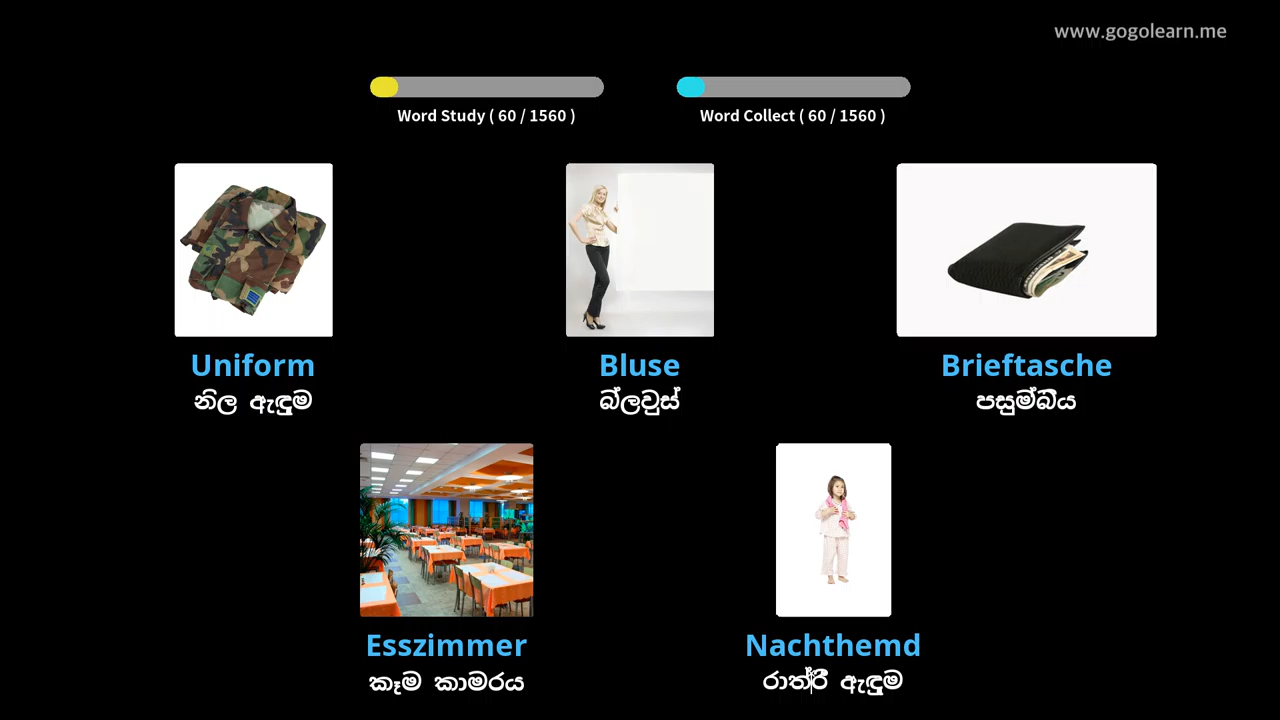 www.gogolearn.me
Word Study ( 60 / 1560 )
Word Collect ( 60 / 1560 )
Uniform
නිල ඇඳුම
Bluse
බ්ලවුස්
Brieftasche
පසුම්බිය
Esszimmer
කෑම කාමරය
Nachthemd
රාත්‍රී ඇඳුම